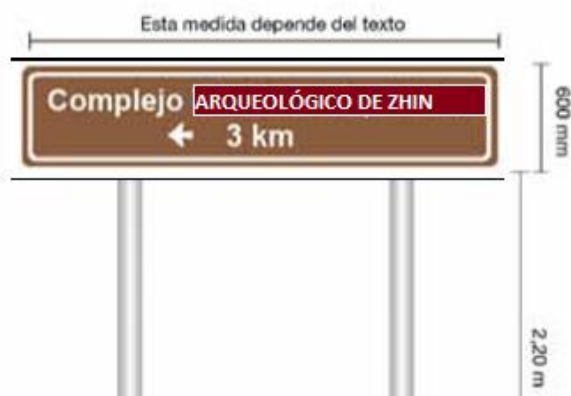 Esta medida depende del texto
Complejo ARQUEOLÓGICO DE ZHIN
← 3 km
600 mm
2,20 m